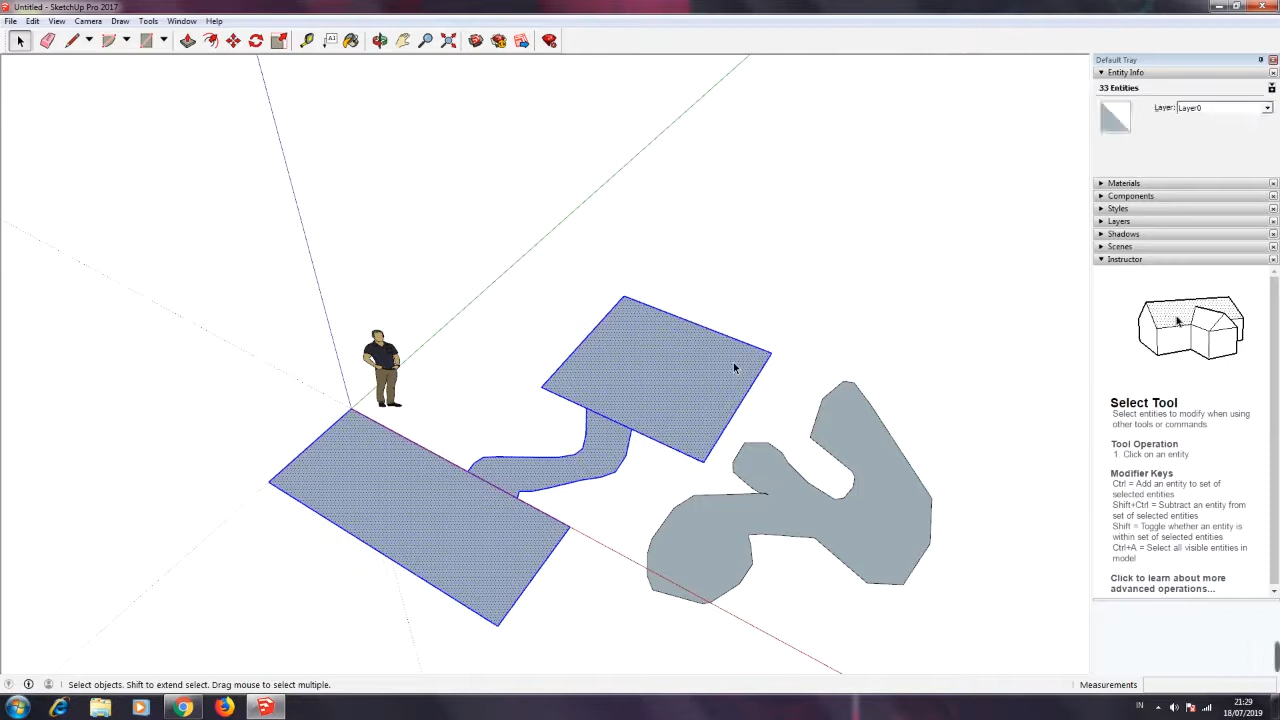 Untitled - SketchUp Pro 2017
File Edit View Camera Draw Tools Window Help
Default Tray
Entity Info
33 Entities
Layer: Layer0
Materials
Components
Styles
Layers
Shadows
Scenes
Instructor
Select Tool
Select entities to modify when using
other tools or commands.
Tool Operation
1. Click on an entity.
Modifier Keys
Ctrl = Add an entity to set of
selected entities
Shift+Ctrl = Subtract an entity from
set of selected entities
Shift = Toggle whether an entity is
within set of selected entities
Ctrl+A = Select all visible entities in
model
Click to learn about more
advanced operations...
Select objects. Shift to extend select. Drag mouse to select multiple.
Measurements
IN
21:29
18/07/2019